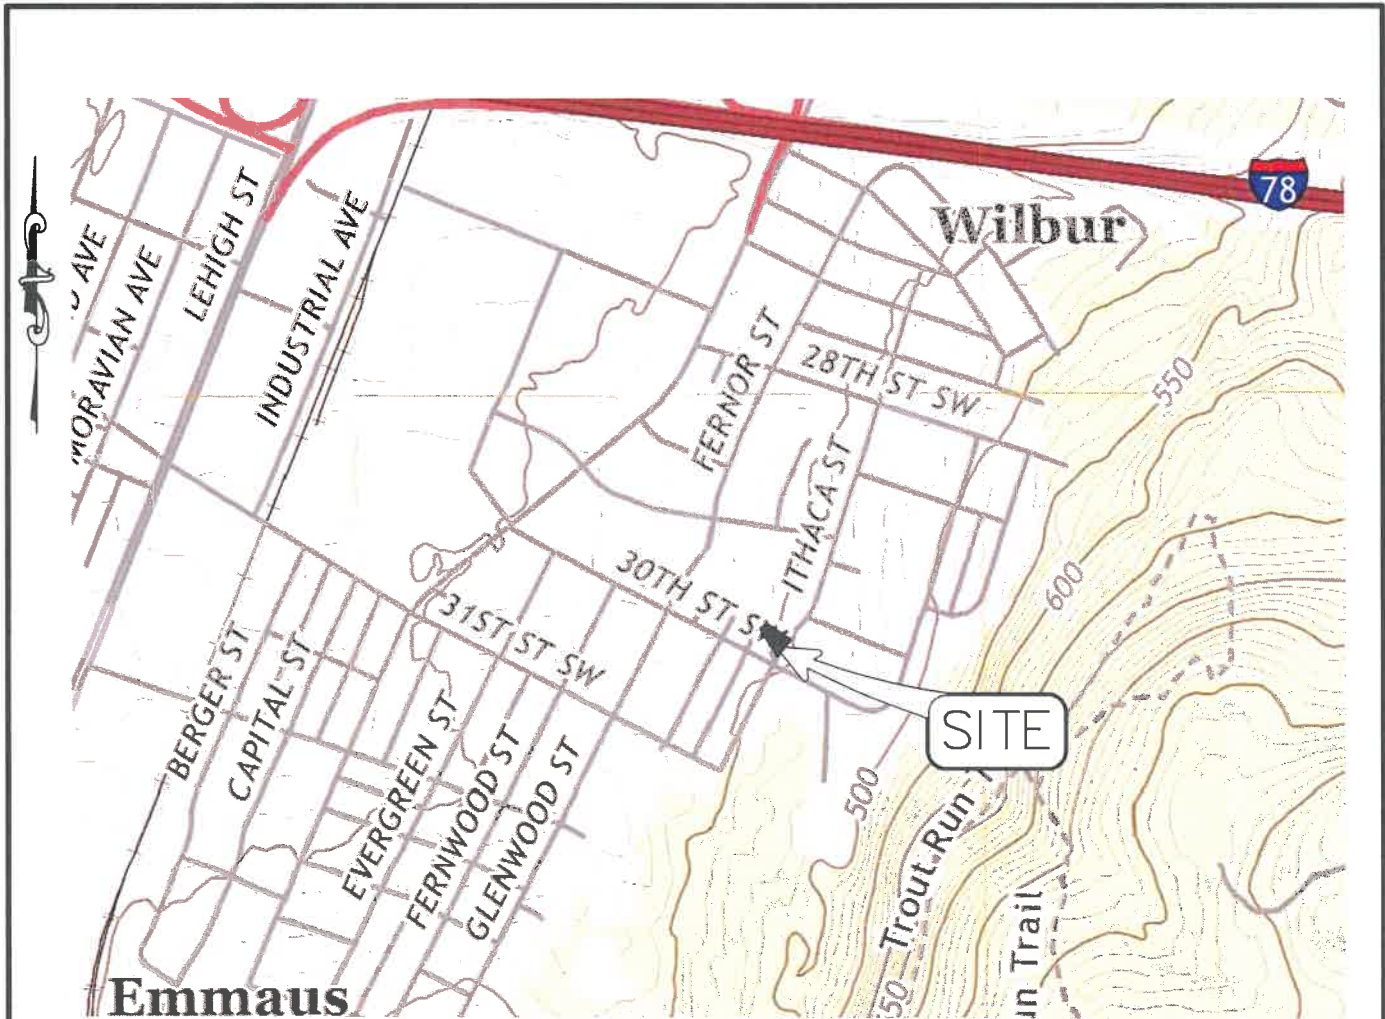 78
Wilbur
LEHIGH ST
INDUSTRIAL AVE
AVE
MORAVIAN AVE
FERNOR ST
28TH ST SW
550
ITHACA ST
30TH ST S
600
31ST ST SW
SITE
BERGER ST
CAPITAL ST
EVERGREEN ST
FERNWOOD ST
GLENWOOD ST
500
Trout Run T
un Trail
50
Emmaus